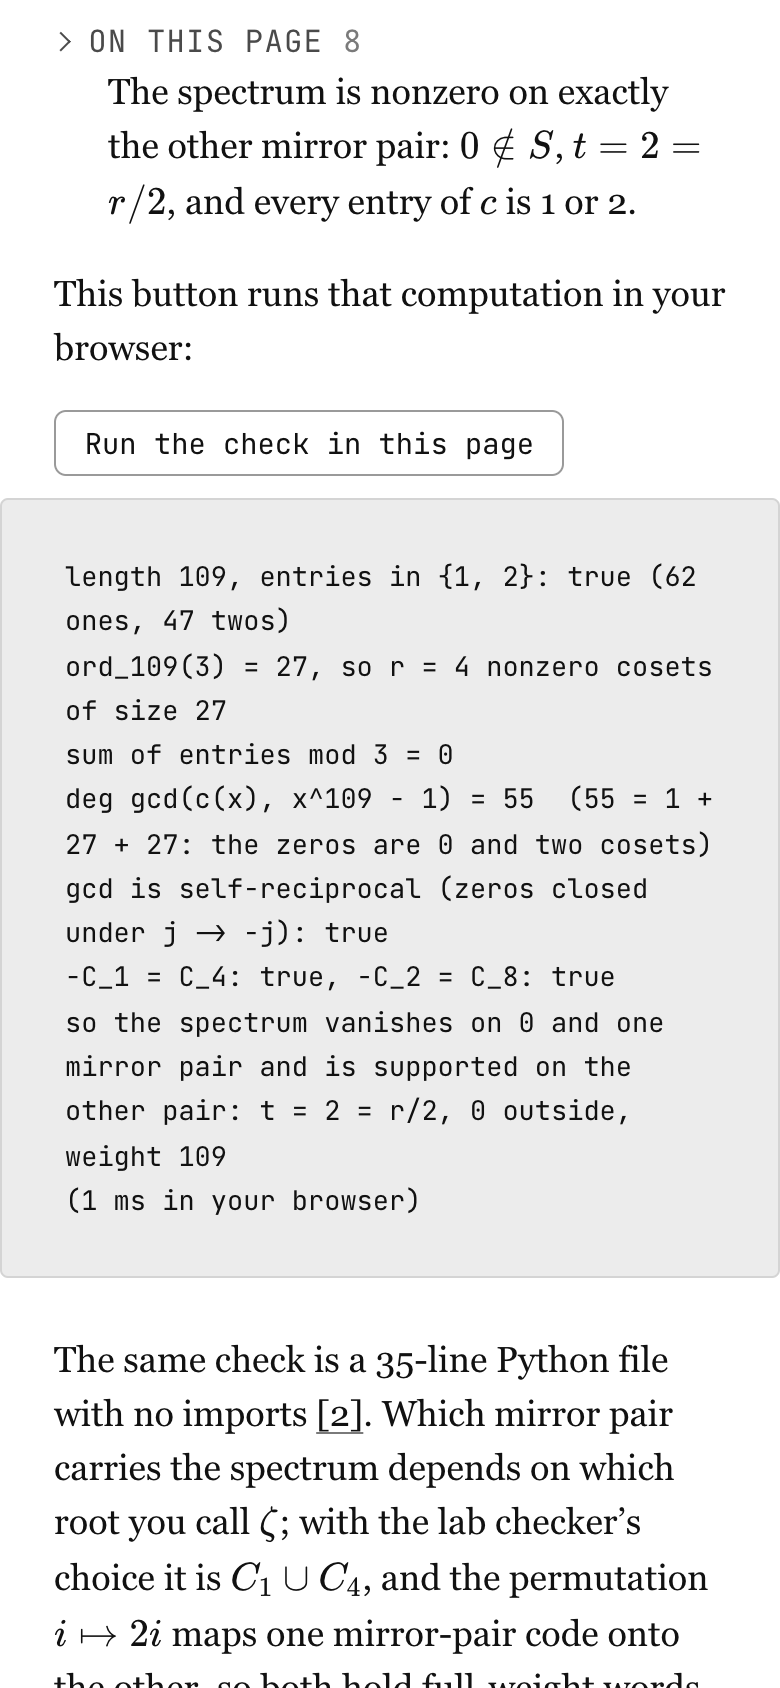 > ON THIS PAGE 8
The spectrum is nonzero on exactly
the other mirror pair: 0 ∉ S, t = 2 =
r/2, and every entry of c is 1 or 2.
This button runs that computation in your
browser:
Run the check in this page
length 109, entries in {1, 2}: true (62
ones, 47 twos)
ord_109(3) = 27, so r = 4 nonzero cosets
of size 27
sum of entries mod 3 = 0
deg gcd(c(x), x^109 - 1) = 55  (55 = 1 +
27 + 27: the zeros are 0 and two cosets)
gcd is self-reciprocal (zeros closed
under j → -j): true
-C_1 = C_4: true, -C_2 = C_8: true
so the spectrum vanishes on 0 and one
mirror pair and is supported on the
other pair: t = 2 = r/2, 0 outside,
weight 109
(1 ms in your browser)
The same check is a 35-line Python file
with no imports [2]. Which mirror pair
carries the spectrum depends on which
root you call ζ; with the lab checker’s
choice it is C₁ ∪ C₄, and the permutation
i ↦ 2i maps one mirror-pair code onto
the other, so both hold full-weight words